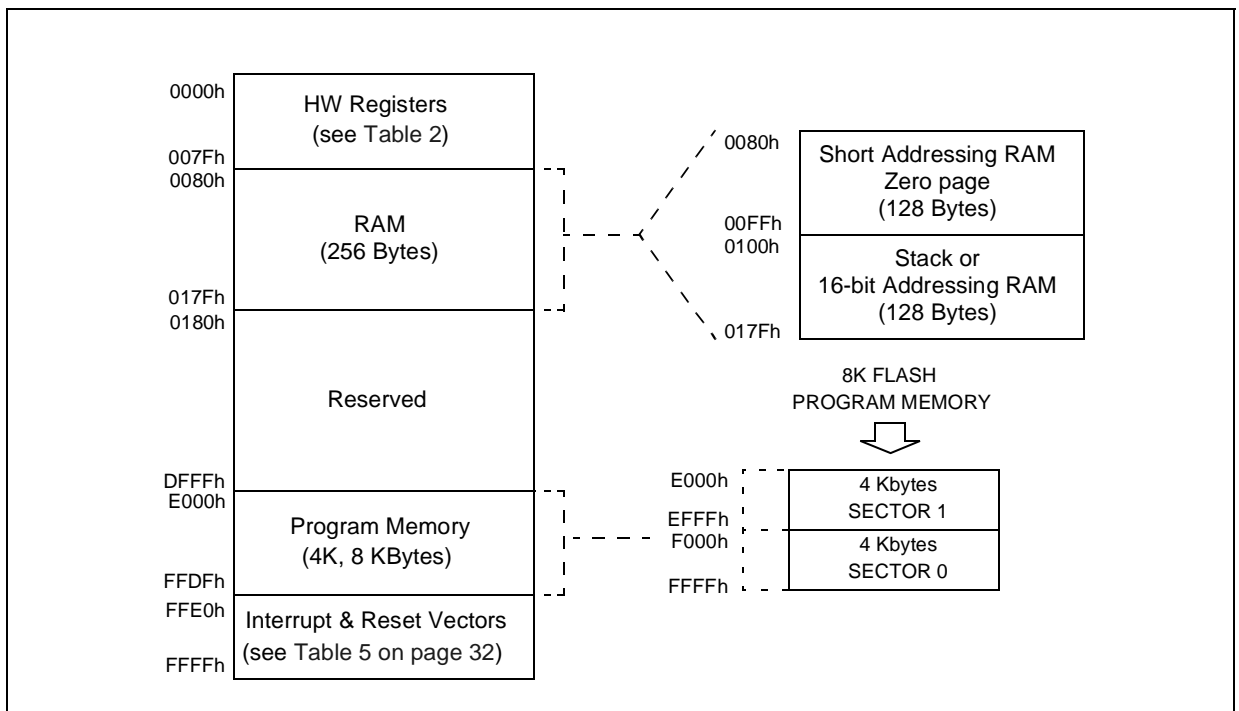 0000h
HW Registers
(see Table 2)
007Fh
0080h
RAM
(256 Bytes)
017Fh
0180h
Reserved
DFFFh
E000h
Program Memory
(4K, 8 KBytes)
FFDFh
FFE0h
Interrupt & Reset Vectors
(see Table 5 on page 32)
FFFFh
0080h
Short Addressing RAM
Zero page
(128 Bytes)
00FFh
0100h
Stack or
16-bit Addressing RAM
(128 Bytes)
017Fh
8K FLASH
PROGRAM MEMORY
E000h
4 Kbytes
SECTOR 1
EFFFh
F000h
4 Kbytes
SECTOR 0
FFFFh